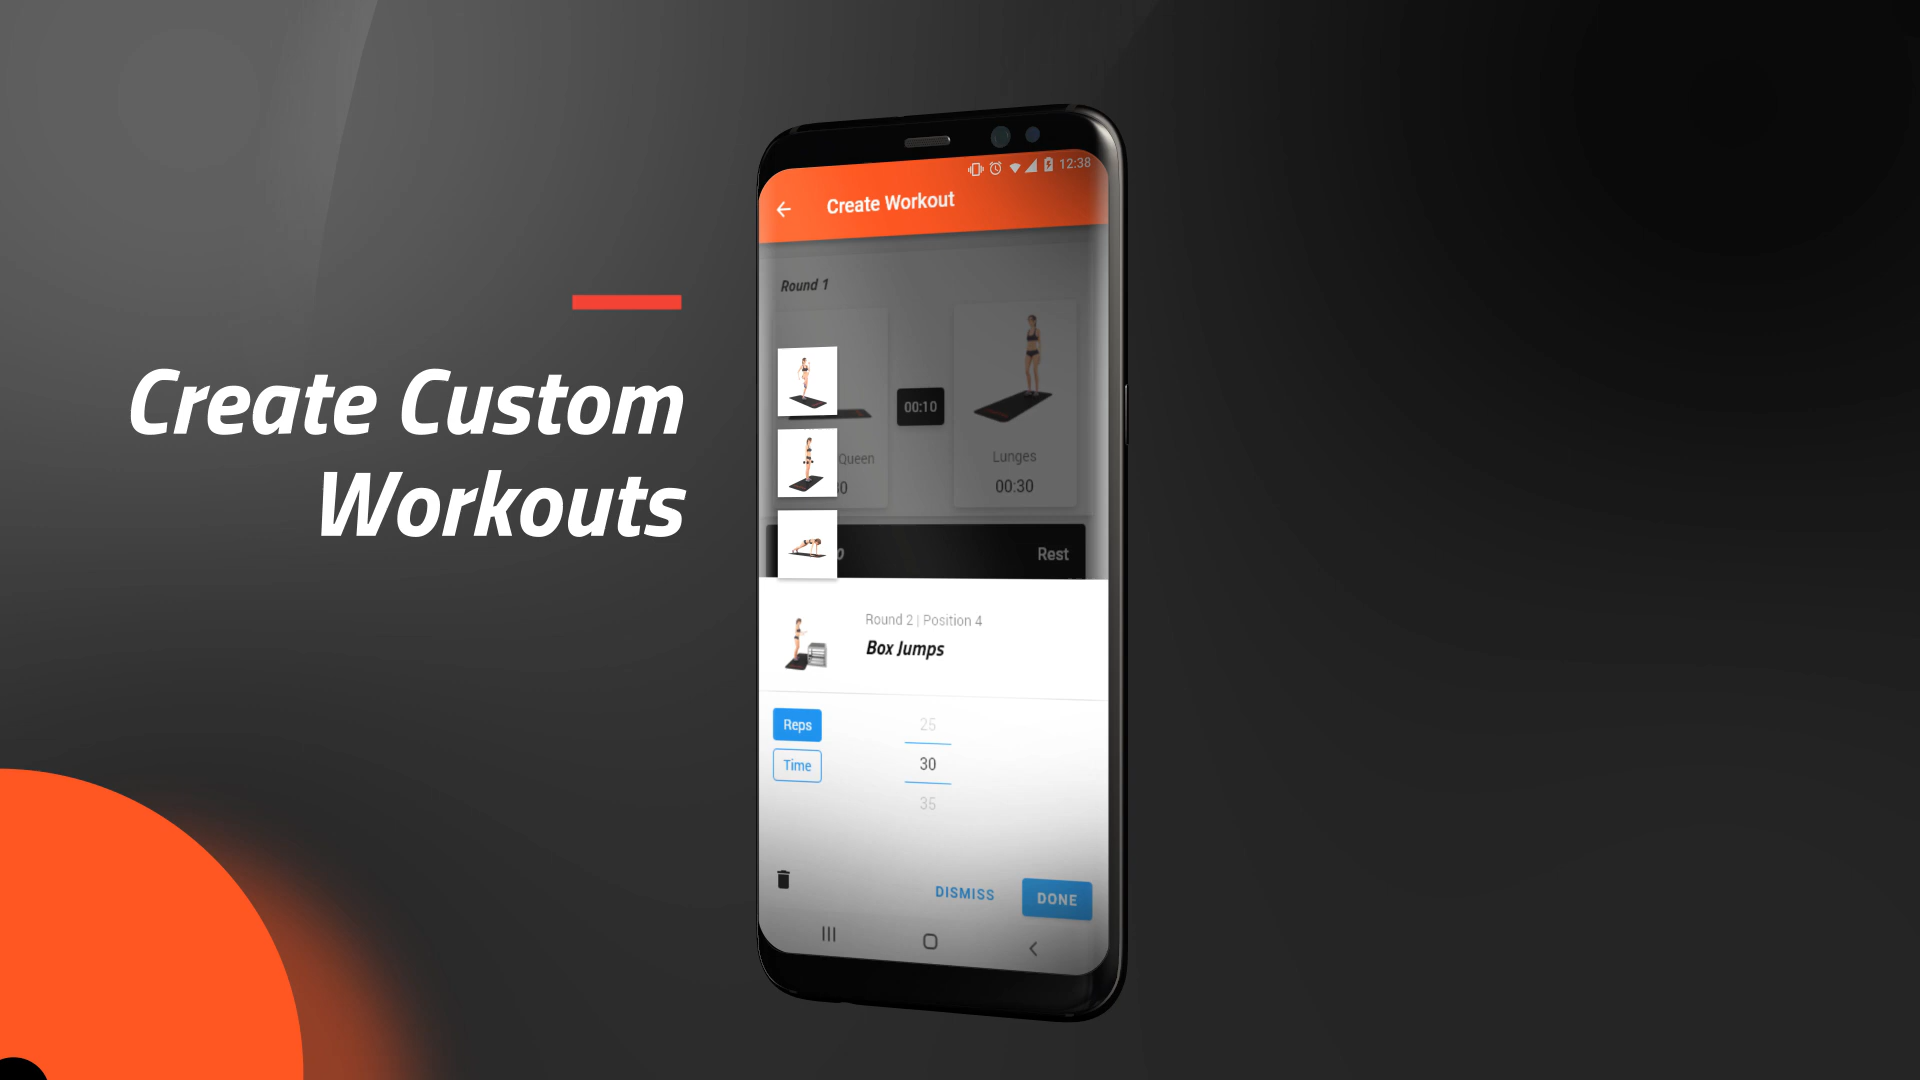 Create Custom
Workouts
12:38
Create Workout
Round 1
00:10
Queen
Lunges
00:30
Rest
Round 2 | Position 4
Box Jumps
Reps
Time
25
30
35
DISMISS
DONE